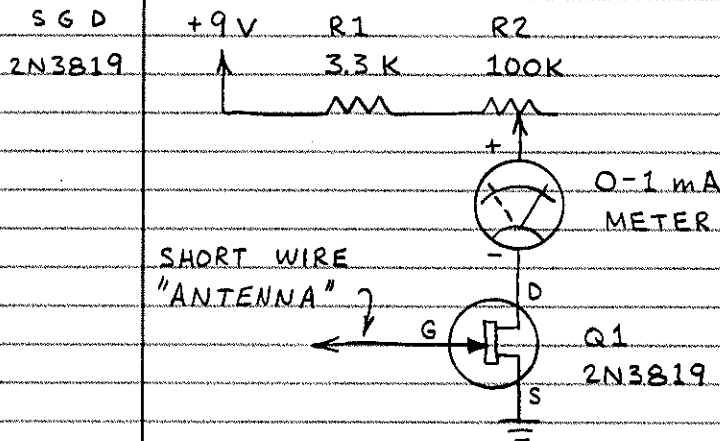 S G D
2N3819
+9V R1 R2
3.3K 100K
+
0-1 mA
METER
-
SHORT WIRE
"ANTENNA"
D
G
Q1
2N3819
S